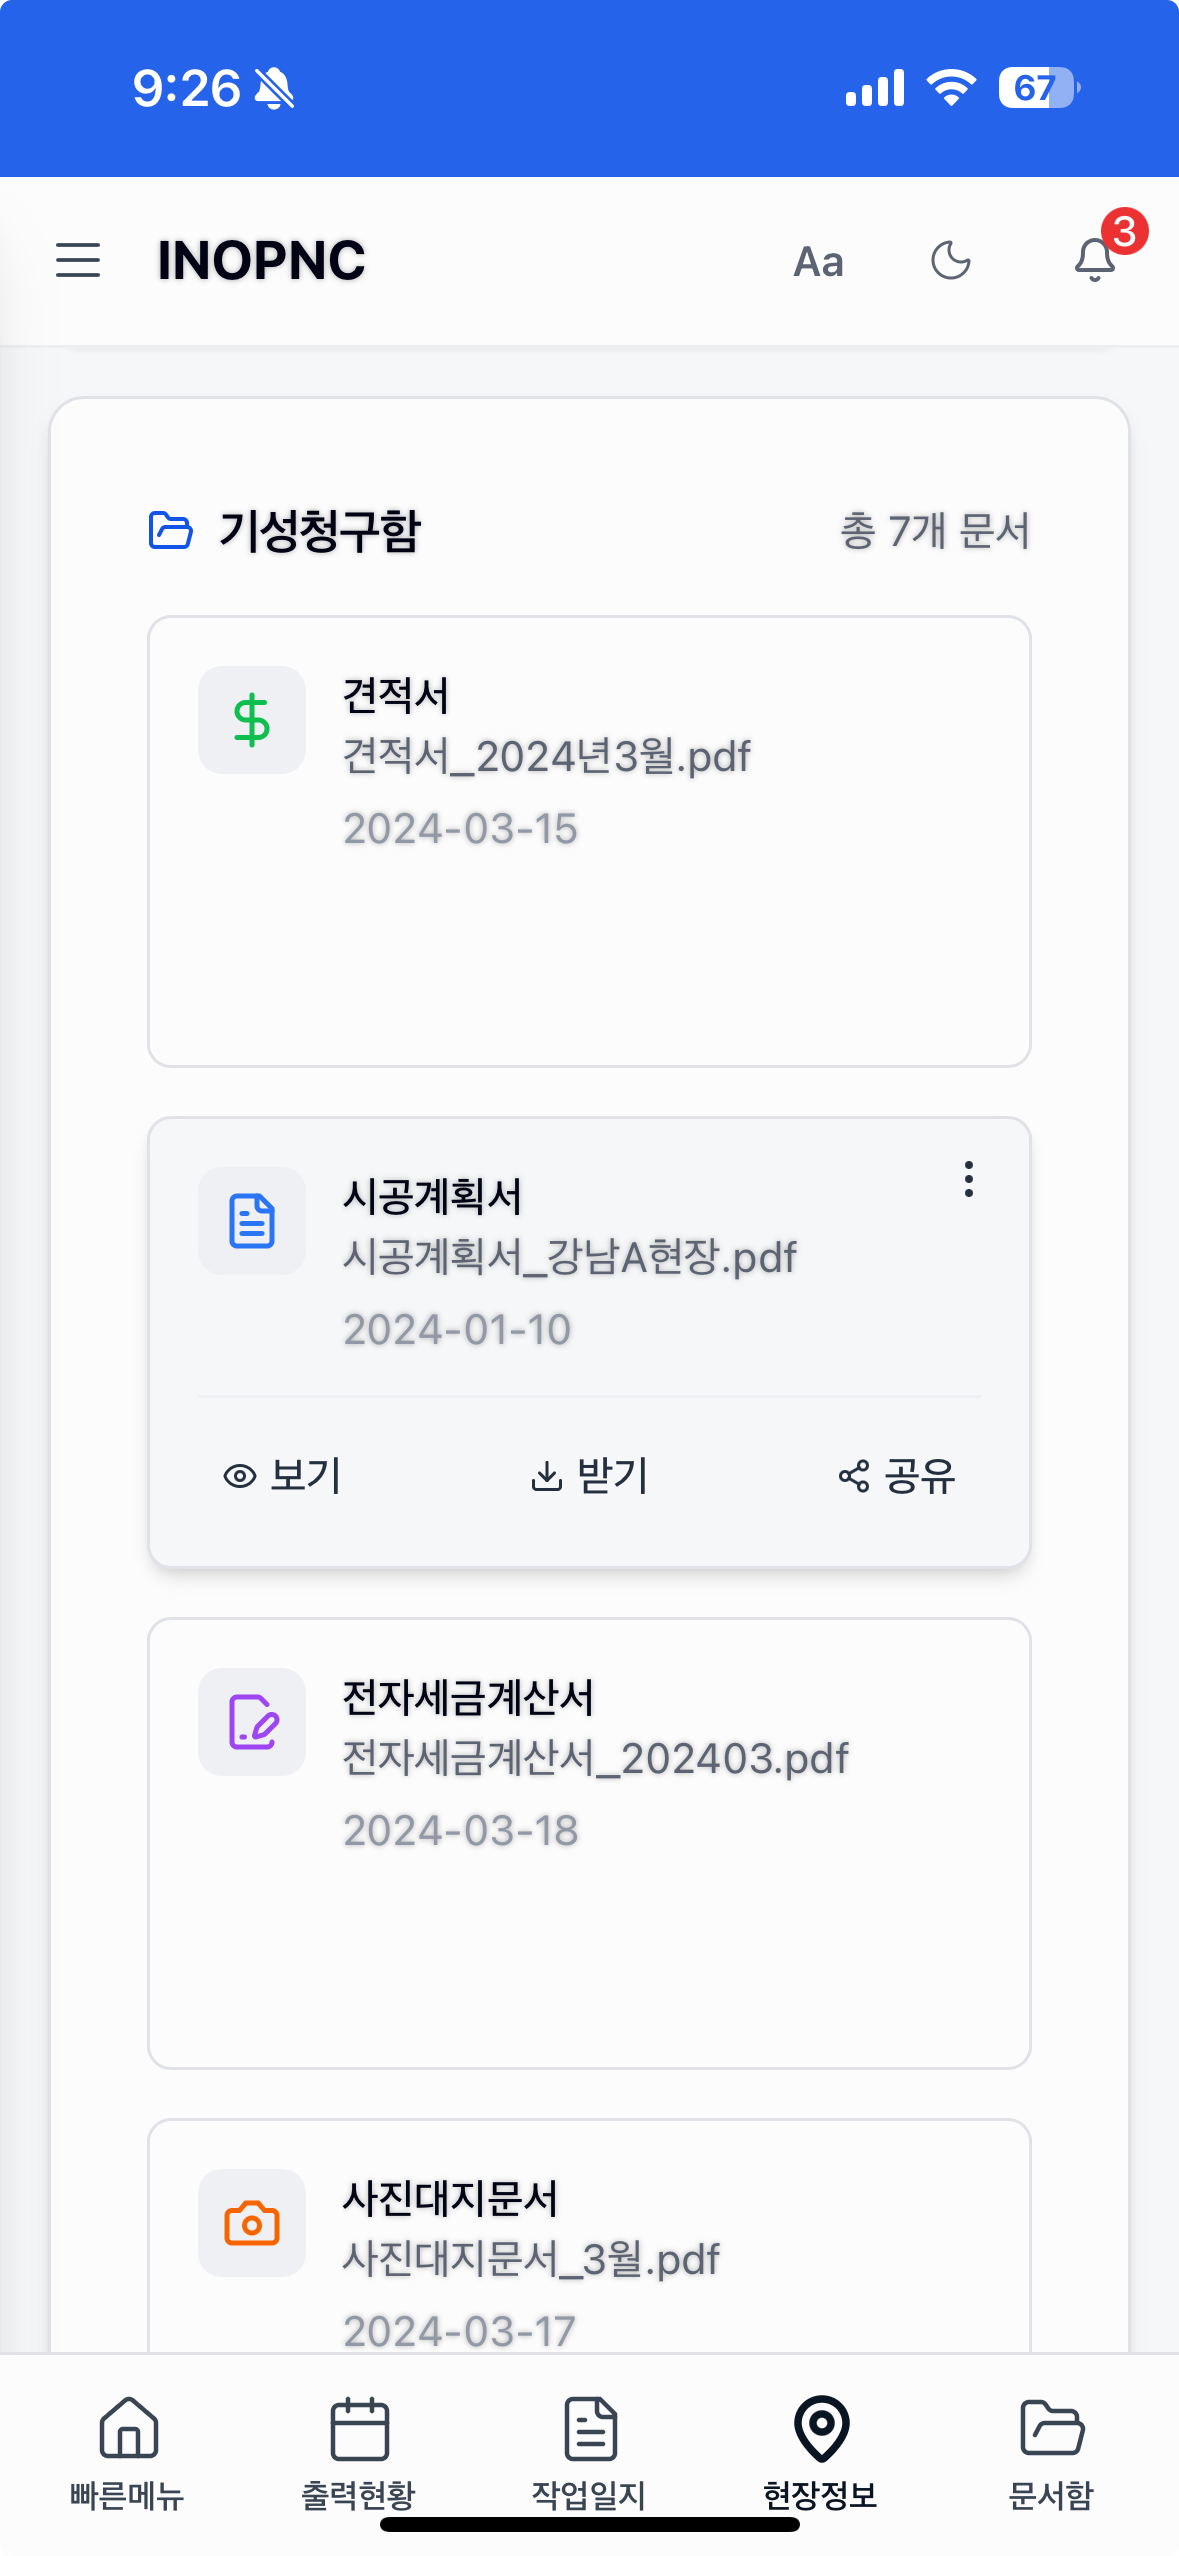 9:26
67
INOPNC
Aa
3
기성청구함
총 7개 문서
견적서
견적서_2024년3월.pdf
2024-03-15
시공계획서
시공계획서_강남A현장.pdf
2024-01-10
보기
받기
공유
전자세금계산서
전자세금계산서_202403.pdf
2024-03-18
사진대지문서
사진대지문서_3월.pdf
2024-03-17
빠른메뉴
출력현황
작업일지
현장정보
문서함